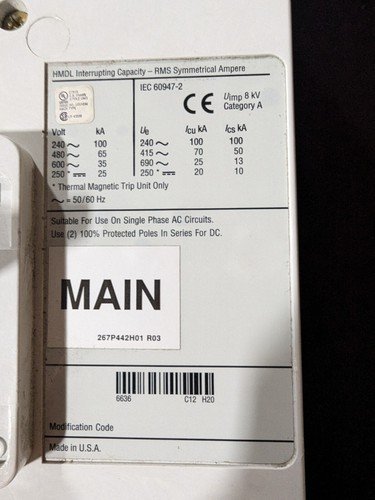 HMDL Interrupting Capacity – RMS Symmetrical Ampere
IEC 60947-2
CE Uimp 8 kV
Category A
Volt kA Ue Icu kA Ics kA
240 ~ 100 240 ~ 100 100
480 ~ 65 415 ~ 70 50
600 ~ 35 690 ~ 25 13
250 * ⎓ 25 250 * ⎓ 20 10
* Thermal Magnetic Trip Unit Only
~ = 50/60 Hz
Suitable For Use On Single Phase AC Circuits.
Use (2) 100% Protected Poles In Series For DC.
MAIN
267P442H01 R03
6636 C12 H20
Modification Code
Made in U.S.A.